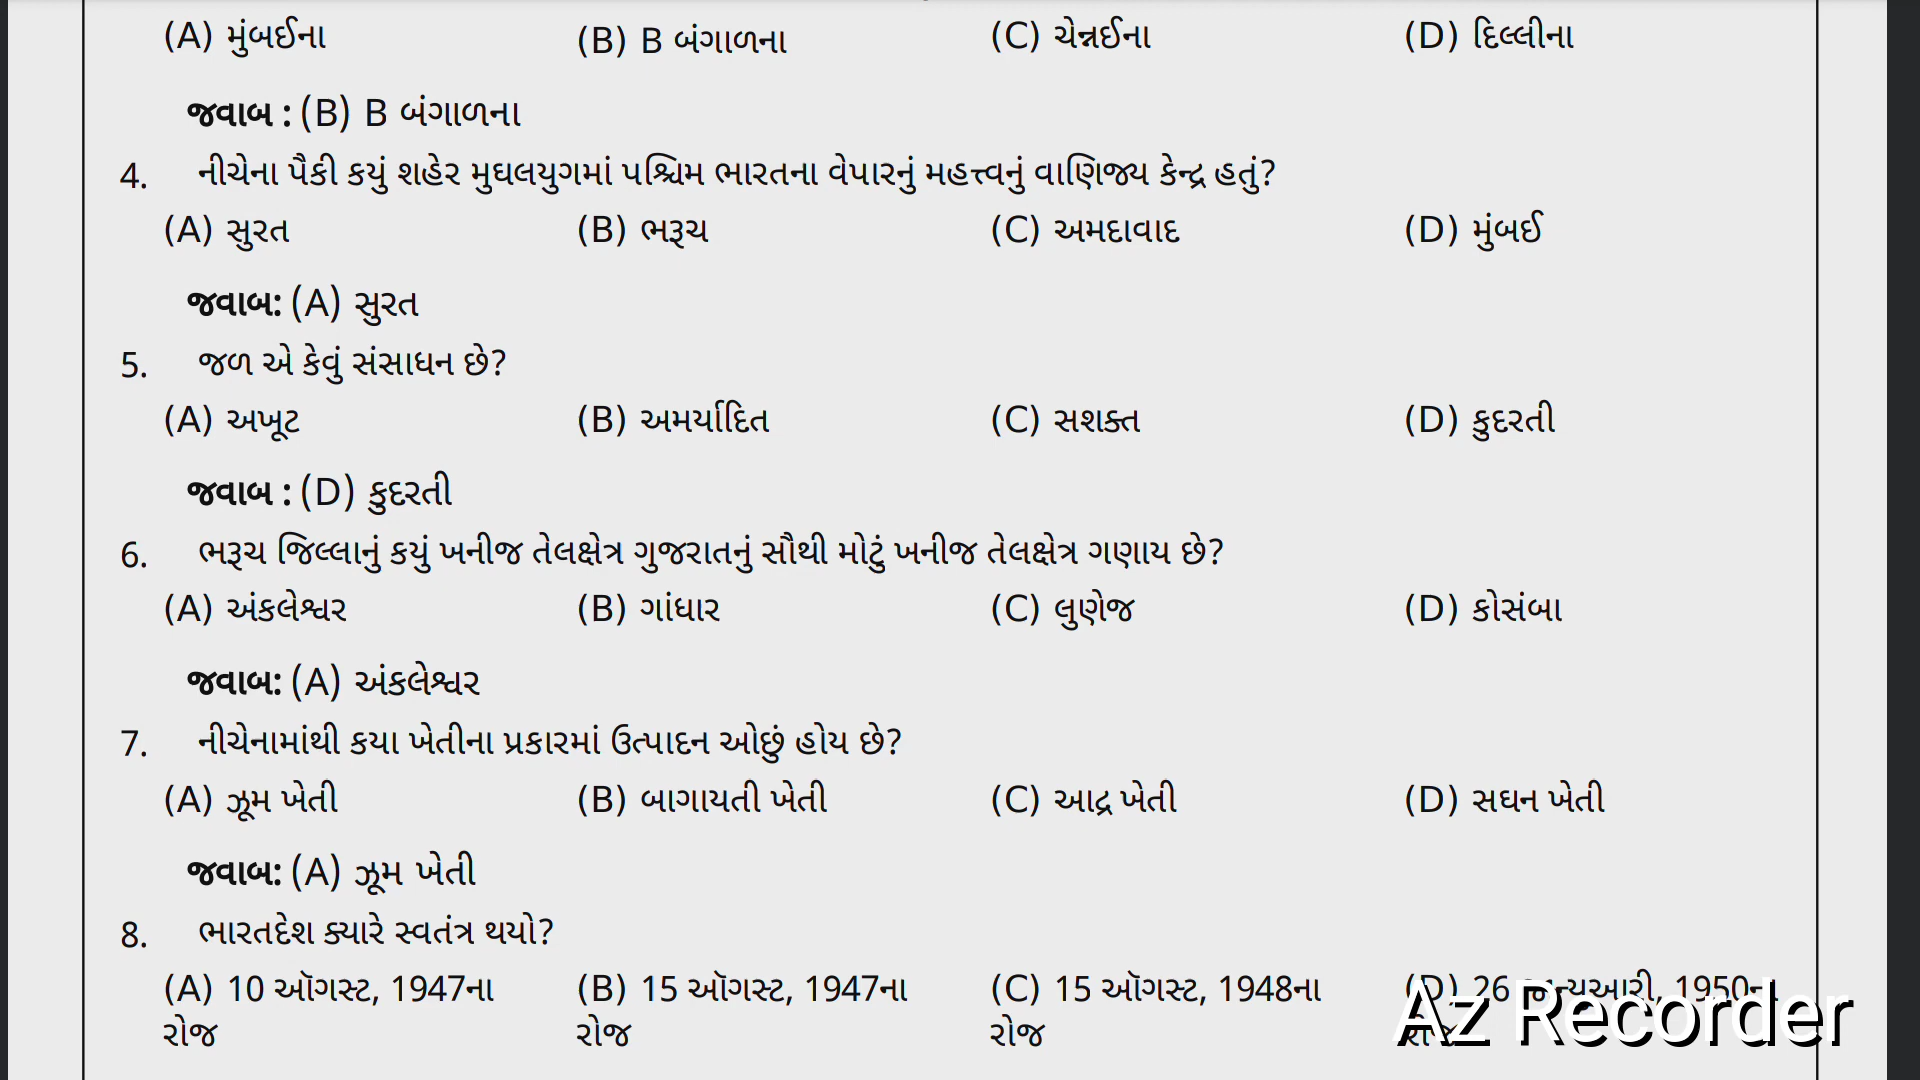 (A) મુંબઈના (B) B બંગાળના (C) ચેન્નઈના (D) દિલ્લીના
જવાબ : (B) B બંગાળના
4. નીચેના પૈકી કયું શહેર મુઘલયુગમાં પશ્ચિમ ભારતના વેપારનું મહત્ત્વનું વાણિજ્ય કેન્દ્ર હતું?
(A) સુરત (B) ભરૂચ (C) અમદાવાદ (D) મુંબઈ
જવાબ: (A) સુરત
5. જળ એ કેવું સંસાધન છે?
(A) અખૂટ (B) અમર્યાદિત (C) સશક્ત (D) કુદરતી
જવાબ : (D) કુદરતી
6. ભરૂચ જિલ્લાનું કયું ખનીજ તેલક્ષેત્ર ગુજરાતનું સૌથી મોટું ખનીજ તેલક્ષેત્ર ગણાય છે?
(A) અંકલેશ્વર (B) ગાંધાર (C) લુણેજ (D) કોસંબા
જવાબ: (A) અંકલેશ્વર
7. નીચેનામાંથી કયા ખેતીના પ્રકારમાં ઉત્પાદન ઓછું હોય છે?
(A) ઝૂમ ખેતી (B) બાગાયતી ખેતી (C) આદ્ર ખેતી (D) સઘન ખેતી
જવાબ: (A) ઝૂમ ખેતી
8. ભારતદેશ ક્યારે સ્વતંત્ર થયો?
(A) 10 ઑગસ્ટ, 1947ના (B) 15 ઑગસ્ટ, 1947ના (C) 15 ઑગસ્ટ, 1948ના (D) 26 જાન્યુઆરી, 1950ના
રોજ રોજ રોજ રોજ
Az Recorder